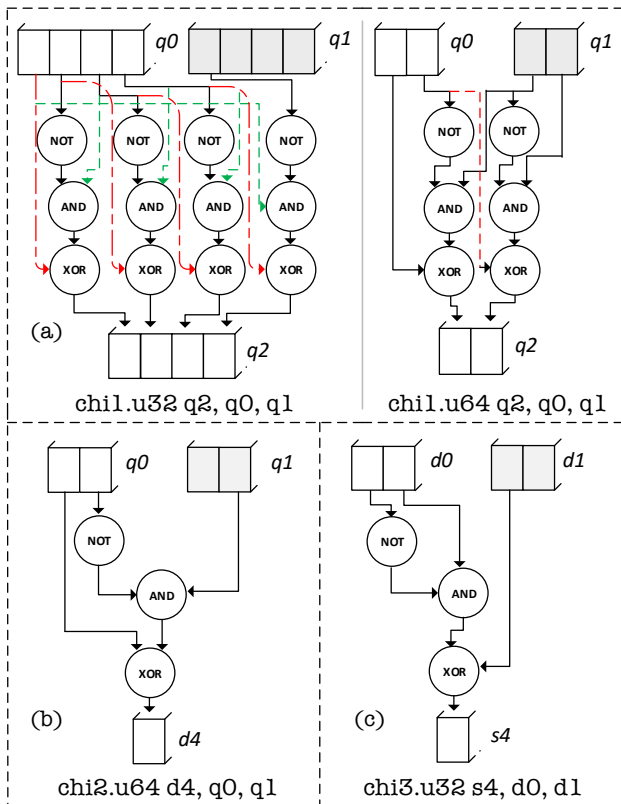 q0 q1 q0 q1
NOT NOT NOT NOT NOT NOT
AND AND AND AND AND AND
XOR XOR XOR XOR XOR XOR
(a) q2 q2
chi1.u32 q2, q0, q1 chi1.u64 q2, q0, q1
q0 q1
NOT
AND
XOR
(b) d4
chi2.u64 d4, q0, q1
d0 d1
NOT
AND
XOR
(c) s4
chi3.u32 s4, d0, d1